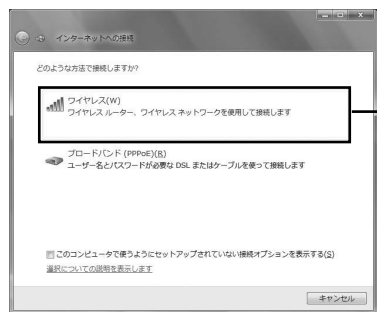 インターネットへの接続
どのような方法で接続しますか?
ワイヤレス(W)
ワイヤレス ルーター、ワイヤレス ネットワークを使用して接続します
ブロードバンド (PPPoE)(R)
ユーザー名とパスワードが必要な DSL またはケーブルを使って接続します
このコンピュータで使うようにセットアップされていない接続オプションを表示する(S)
選択についての説明を表示します
キャンセル